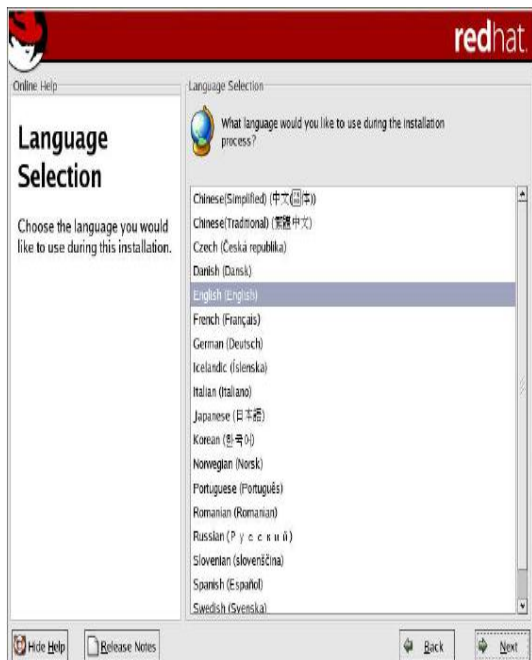 redhat.
Online Help
Language Selection
Language
Selection
Choose the language you would
like to use during this installation.
What language would you like to use during the installation
process?
Chinese(Simplified) (中文(简体))
Chinese(Traditional) (繁體中文)
Czech (Česká republika)
Danish (Dansk)
English (English)
French (Français)
German (Deutsch)
Icelandic (Íslenska)
Italian (Italiano)
Japanese (日本語)
Korean (한국어)
Norwegian (Norsk)
Portuguese (Português)
Romanian (Romanian)
Russian (Русский)
Slovenian (slovenščina)
Spanish (Español)
Swedish (Svenska)
Hide Help
Release Notes
Back
Next